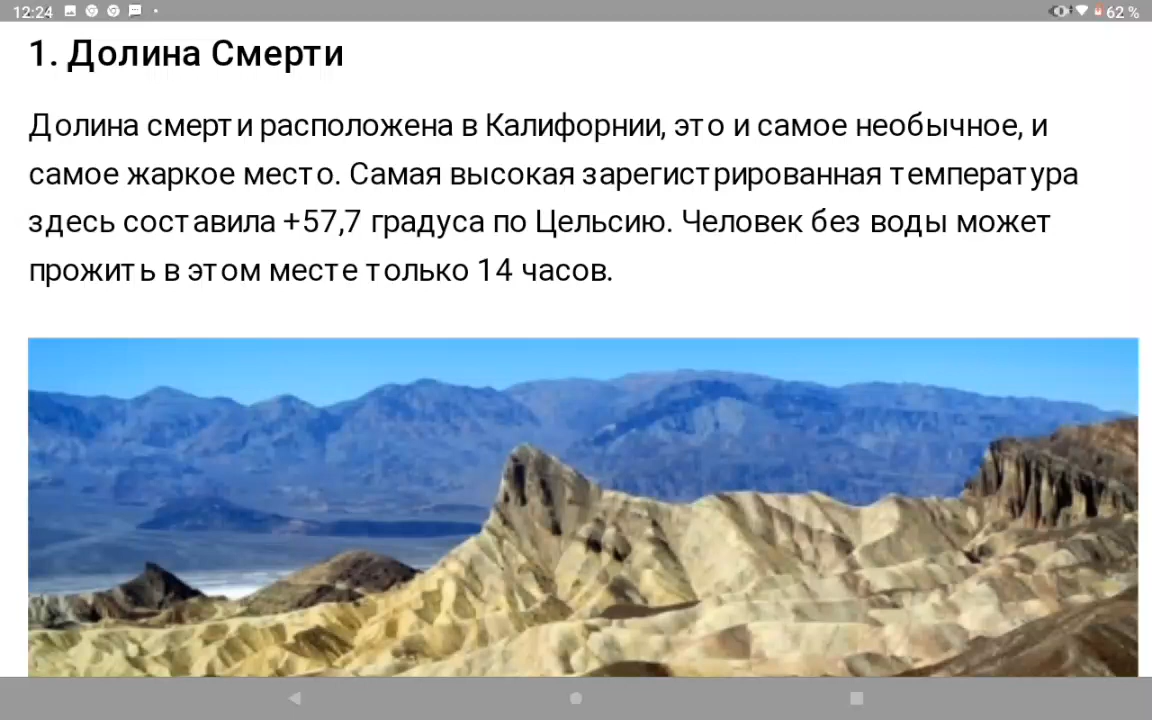 12:24
62 %
1. Долина Смерти
Долина смерти расположена в Калифорнии, это и самое необычное, и
самое жаркое место. Самая высокая зарегистрированная температура
здесь составила +57,7 градуса по Цельсию. Человек без воды может
прожить в этом месте только 14 часов.